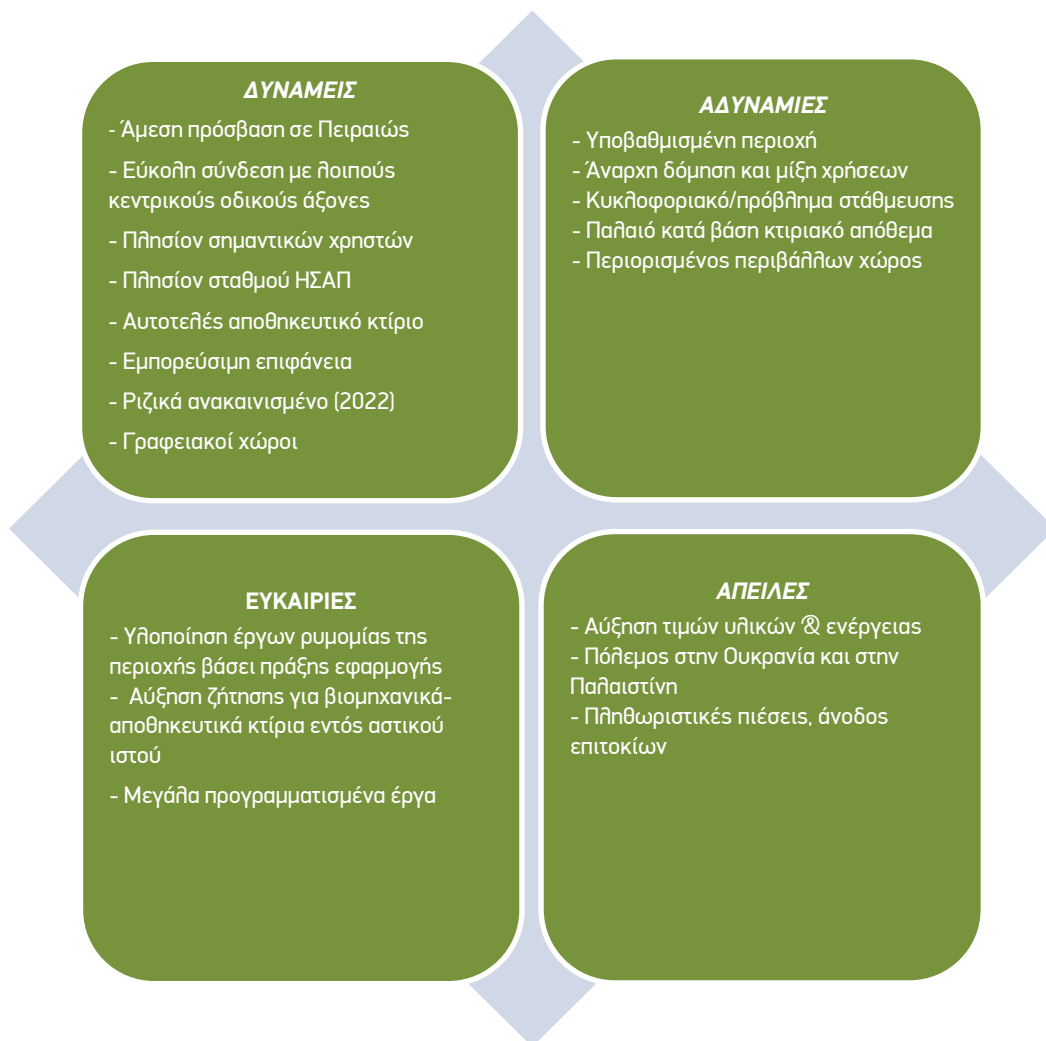 ΔΥΝΑΜΕΙΣ
- Άμεση πρόσβαση σε Πειραιώς
- Εύκολη σύνδεση με λοιπούς
κεντρικούς οδικούς άξονες
- Πλησίον σημαντικών χρηστών
- Πλησίον σταθμού ΗΣΑΠ
- Αυτοτελές αποθηκευτικό κτίριο
- Εμπορεύσιμη επιφάνεια
- Ριζικά ανακαινισμένο (2022)
- Γραφειακοί χώροι
ΑΔΥΝΑΜΙΕΣ
- Υποβαθμισμένη περιοχή
- Άναρχη δόμηση και μίξη χρήσεων
- Κυκλοφοριακό/πρόβλημα στάθμευσης
- Παλαιό κατά βάση κτιριακό απόθεμα
- Περιορισμένος περιβάλλων χώρος
ΕΥΚΑΙΡΙΕΣ
- Υλοποίηση έργων ρυμομίας της
περιοχής βάσει πράξης εφαρμογής
- Αύξηση ζήτησης για βιομηχανικά-
αποθηκευτικά κτίρια εντός αστικού
ιστού
- Μεγάλα προγραμματισμένα έργα
ΑΠΕΙΛΕΣ
- Αύξηση τιμών υλικών & ενέργειας
- Πόλεμος στην Ουκρανία και στην
Παλαιστίνη
- Πληθωριστικές πιέσεις, άνοδος
επιτοκίων